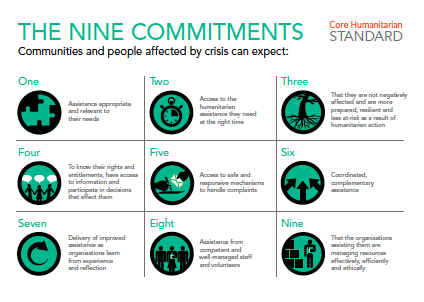 THE NINE COMMITMENTS
Core Humanitarian
STANDARD
Communities and people affected by crisis can expect:
One
Assistance appropriate
and relevant to
their needs
Two
Access to the
humanitarian
assistance they need
at the right time
Three
That they are not negatively
affected and are more
prepared, resilient and
less at-risk as a result of
humanitarian action
Four
To know their rights and
entitlements, have access
to information and
participate in decisions
that affect them
Five
Access to safe and
responsive mechanisms
to handle complaints
Six
Coordinated,
complementary
assistance
Seven
Delivery of improved
assistance as
organisations learn
from experience
and reflection
Eight
Assistance from
competent and
well-managed staff
and volunteers
Nine
That the organisations
assisting them are
managing resources
effectively, efficiently
and ethically